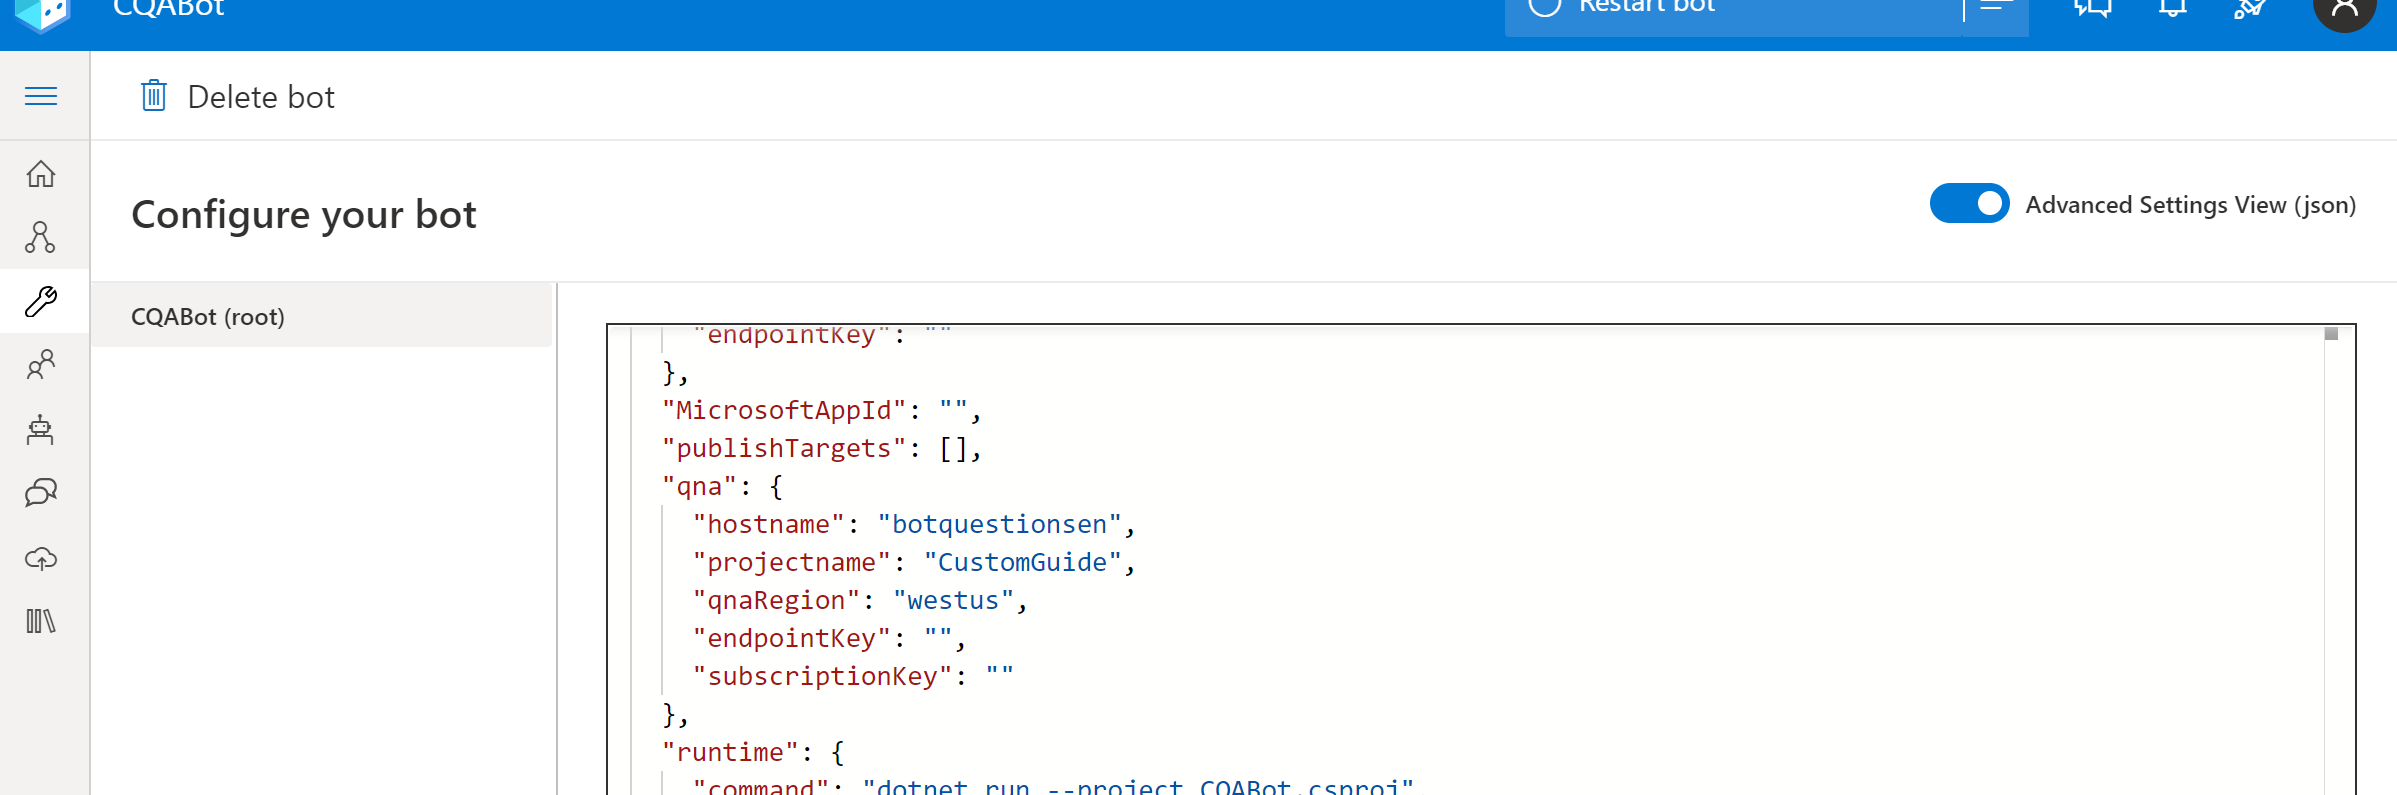 CQABot
Restart bot
Delete bot
Configure your bot
Advanced Settings View (json)
CQABot (root)
"endpointKey": ""
},
"MicrosoftAppId": "",
"publishTargets": [],
"qna": {
"hostname": "botquestionsen",
"projectname": "CustomGuide",
"qnaRegion": "westus",
"endpointKey": "",
"subscriptionKey": ""
},
"runtime": {
"command": "dotnet run --project CQABot.csproj"